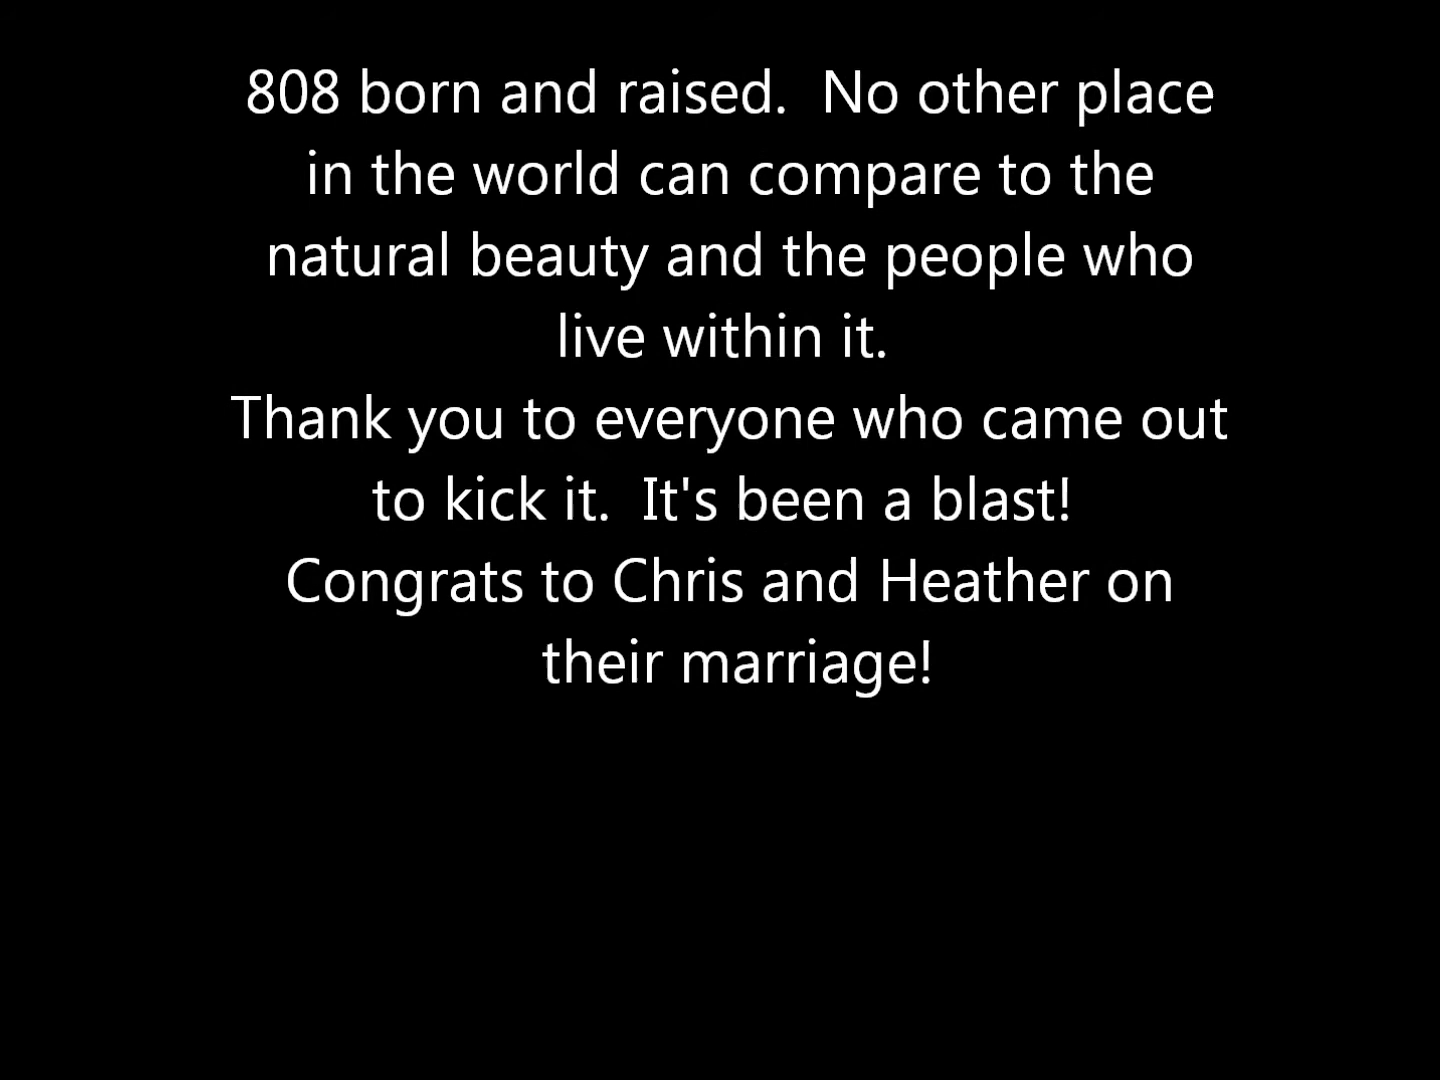 808 born and raised.  No other place
in the world can compare to the
natural beauty and the people who
live within it.
Thank you to everyone who came out
to kick it.  It's been a blast!
Congrats to Chris and Heather on
their marriage!